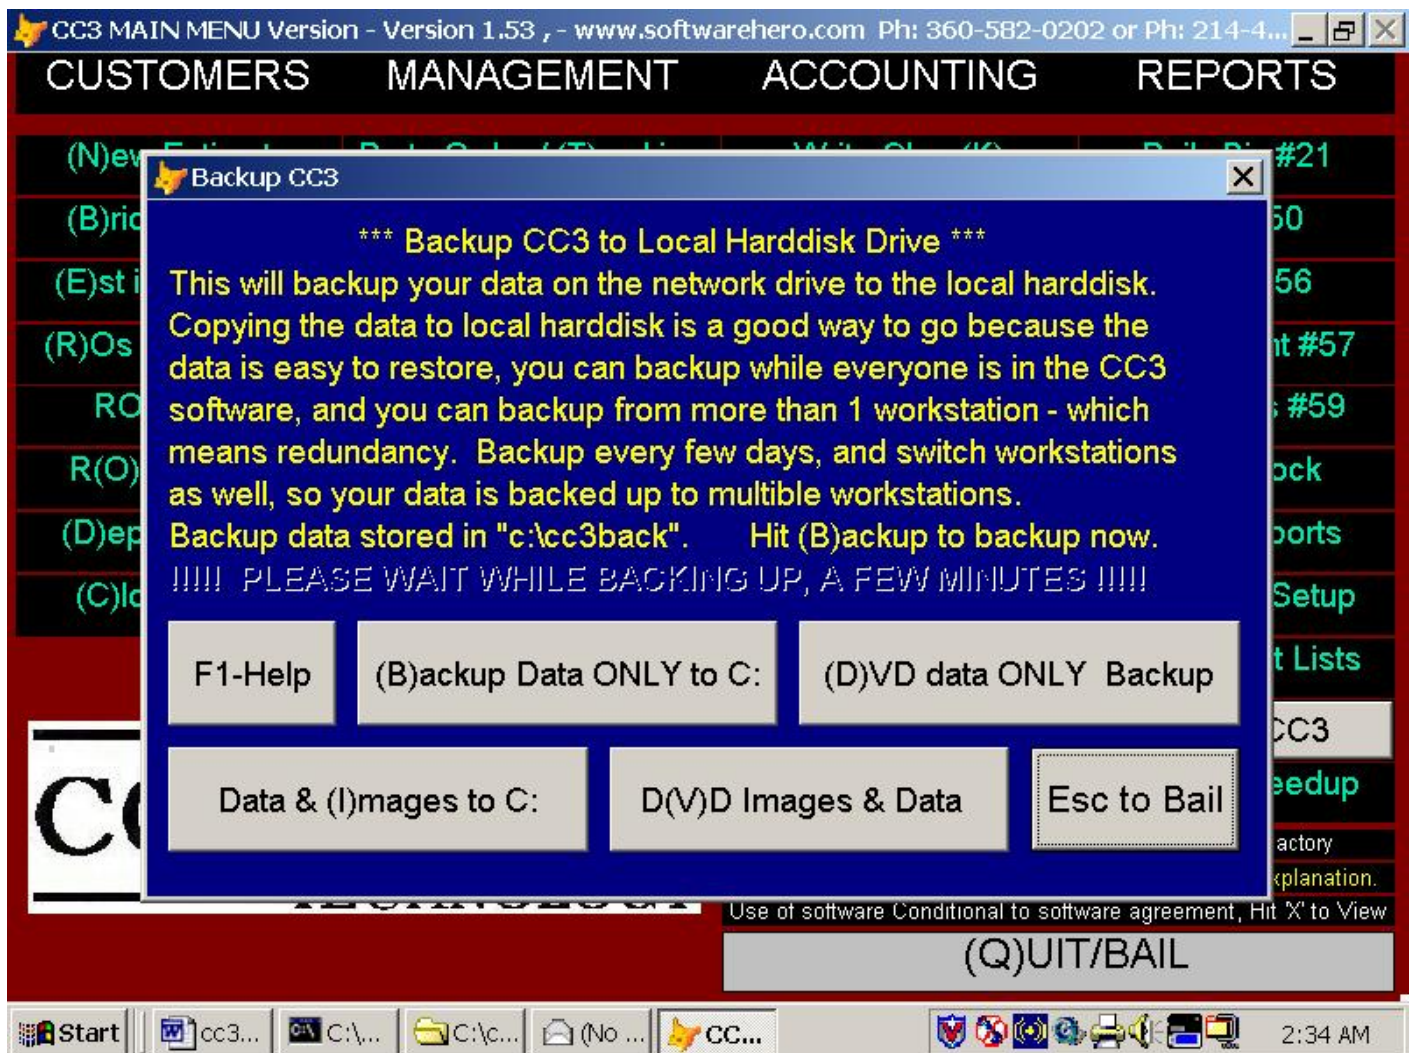 CC3 MAIN MENU Version - Version 1.53 , - www.softwarehero.com Ph: 360-582-0202 or Ph: 214-4...
CUSTOMERS MANAGEMENT ACCOUNTING REPORTS
(N)ew #21
Backup CC3
(B)ric 50
*** Backup CC3 to Local Harddisk Drive ***
(E)st i 56
This will backup your data on the network drive to the local harddisk.
Copying the data to local harddisk is a good way to go because the
(R)Os nt #57
data is easy to restore, you can backup while everyone is in the CC3
RO #59
software, and you can backup from more than 1 workstation - which
means redundancy. Backup every few days, and switch workstations
R(O) ock
as well, so your data is backed up to multible workstations.
(D)ep ports
Backup data stored in "c:\cc3back". Hit (B)ackup to backup now.
!!!!! PLEASE WAIT WHILE BACKING UP, A FEW MINUTES !!!!!
(C)lo Setup
F1-Help (B)ackup Data ONLY to C: (D)VD data ONLY Backup
t Lists
CC3
Data & (I)mages to C: D(V)D Images & Data Esc to Bail
eedup
actory
xplanation.
TECHNOLOGY
Use of software Conditional to software agreement, Hit 'X' to View
(Q)UIT/BAIL
Start cc3... C:\... C:\c... (No ... CC... 2:34 AM